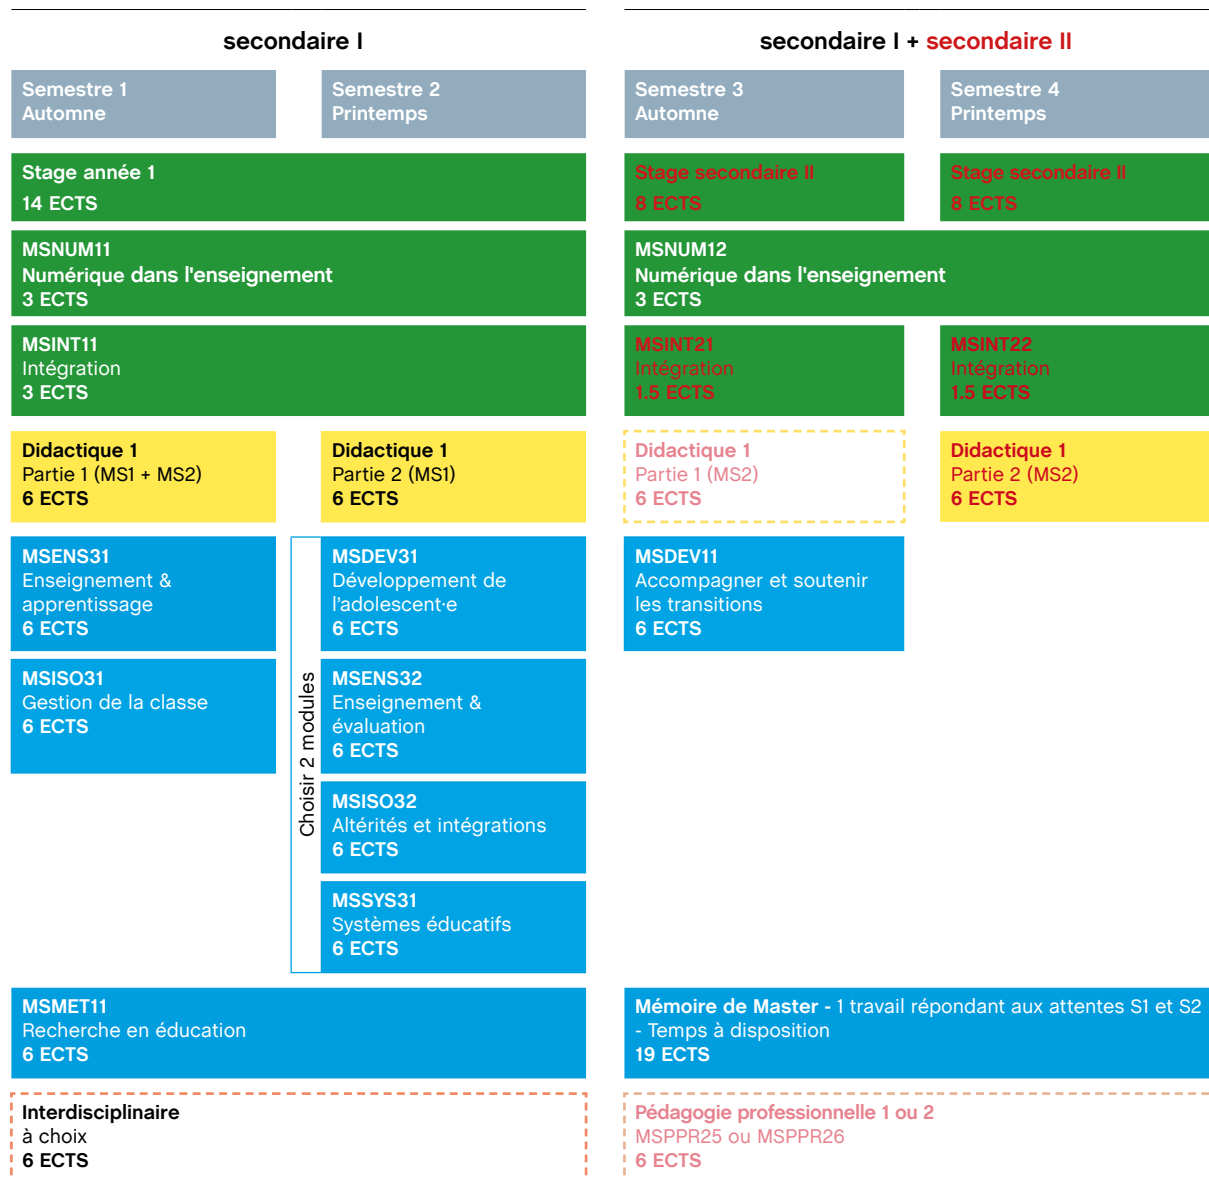 secondaire I
secondaire I + secondaire II
Semestre 1
Automne
Semestre 2
Printemps
Semestre 3
Automne
Semestre 4
Printemps
Stage année 1
14 ECTS
Stage secondaire II
8 ECTS
Stage secondaire II
8 ECTS
MSNUM11
Numérique dans l'enseignement
3 ECTS
MSNUM12
Numérique dans l'enseignement
3 ECTS
MSINT11
Intégration
3 ECTS
MSINT21
Intégration
1.5 ECTS
MSINT22
Intégration
1.5 ECTS
Didactique 1
Partie 1 (MS1 + MS2)
6 ECTS
Didactique 1
Partie 2 (MS1)
6 ECTS
Didactique 1
Partie 1 (MS2)
6 ECTS
Didactique 1
Partie 2 (MS2)
6 ECTS
MSENS31
Enseignement &
apprentissage
6 ECTS
MSISO31
Gestion de la classe
6 ECTS
Choisir 2 modules
MSDEV31
Développement de
l'adolescent·e
6 ECTS
MSENS32
Enseignement &
évaluation
6 ECTS
MSISO32
Altérités et intégrations
6 ECTS
MSSYS31
Systèmes éducatifs
6 ECTS
MSDEV11
Accompagner et soutenir
les transitions
6 ECTS
MSMET11
Recherche en éducation
6 ECTS
Mémoire de Master - 1 travail répondant aux attentes S1 et S2
- Temps à disposition
19 ECTS
Interdisciplinaire
à choix
6 ECTS
Pédagogie professionnelle 1 ou 2
MSPPR25 ou MSPPR26
6 ECTS